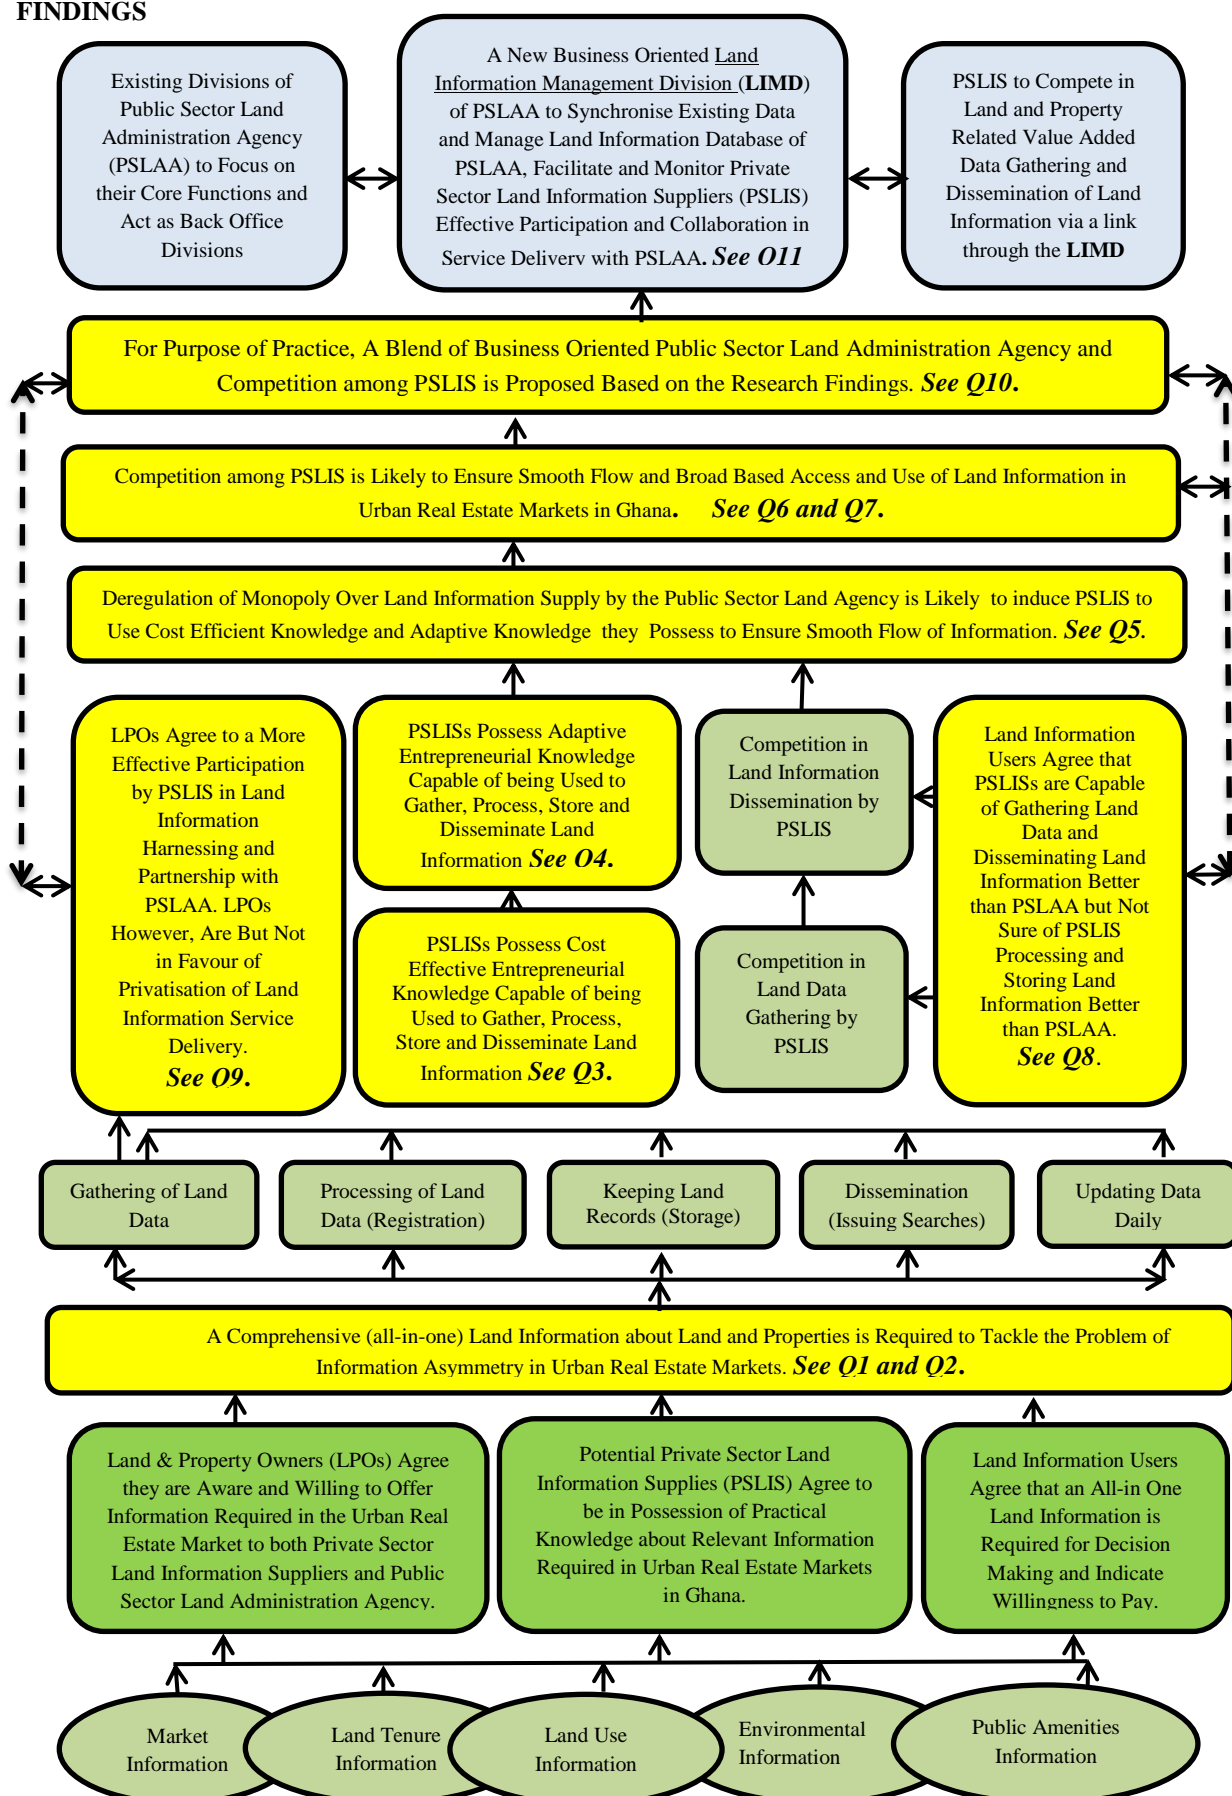 FINDINGS
Existing Divisions of
Public Sector Land
Administration Agency
(PSLAA) to Focus on
their Core Functions and
Act as Back Office
Divisions
A New Business Oriented Land
Information Management Division (LIMD)
of PSLAA to Synchronise Existing Data
and Manage Land Information Database of
PSLAA, Facilitate and Monitor Private
Sector Land Information Suppliers (PSLIS)
Effective Participation and Collaboration in
Service Delivery with PSLAA. See O11
PSLIS to Compete in
Land and Property
Related Value Added
Data Gathering and
Dissemination of Land
Information via a link
through the LIMD
For Purpose of Practice, A Blend of Business Oriented Public Sector Land Administration Agency and
Competition among PSLIS is Proposed Based on the Research Findings. See Q10.
Competition among PSLIS is Likely to Ensure Smooth Flow and Broad Based Access and Use of Land Information in
Urban Real Estate Markets in Ghana. See Q6 and Q7.
Deregulation of Monopoly Over Land Information Supply by the Public Sector Land Agency is Likely to induce PSLIS to
Use Cost Efficient Knowledge and Adaptive Knowledge they Possess to Ensure Smooth Flow of Information. See Q5.
LPOs Agree to a More
Effective Participation
by PSLIS in Land
Information
Harnessing and
Partnership with
PSLAA. LPOs
However, Are But Not
in Favour of
Privatisation of Land
Information Service
Delivery.
See O9.
PSLISs Possess Adaptive
Entrepreneurial Knowledge
Capable of being Used to
Gather, Process, Store and
Disseminate Land
Information See O4.
PSLISs Possess Cost
Effective Entrepreneurial
Knowledge Capable of being
Used to Gather, Process,
Store and Disseminate Land
Information See Q3.
Competition in
Land Information
Dissemination by
PSLIS
Competition in
Land Data
Gathering by
PSLIS
Land Information
Users Agree that
PSLISs are Capable
of Gathering Land
Data and
Disseminating Land
Information Better
than PSLAA but Not
Sure of PSLIS
Processing and
Storing Land
Information Better
than PSLAA.
See Q8.
Gathering of Land
Data
Processing of Land
Data (Registration)
Keeping Land
Records (Storage)
Dissemination
(Issuing Searches)
Updating Data
Daily
A Comprehensive (all-in-one) Land Information about Land and Properties is Required to Tackle the Problem of
Information Asymmetry in Urban Real Estate Markets. See Q1 and Q2.
Land & Property Owners (LPOs) Agree
they are Aware and Willing to Offer
Information Required in the Urban Real
Estate Market to both Private Sector
Land Information Suppliers and Public
Sector Land Administration Agency.
Potential Private Sector Land
Information Supplies (PSLIS) Agree to
be in Possession of Practical
Knowledge about Relevant Information
Required in Urban Real Estate Markets
in Ghana.
Land Information Users
Agree that an All-in One
Land Information is
Required for Decision
Making and Indicate
Willingness to Pay.
Market
Information
Land Tenure
Information
Land Use
Information
Environmental
Information
Public Amenities
Information